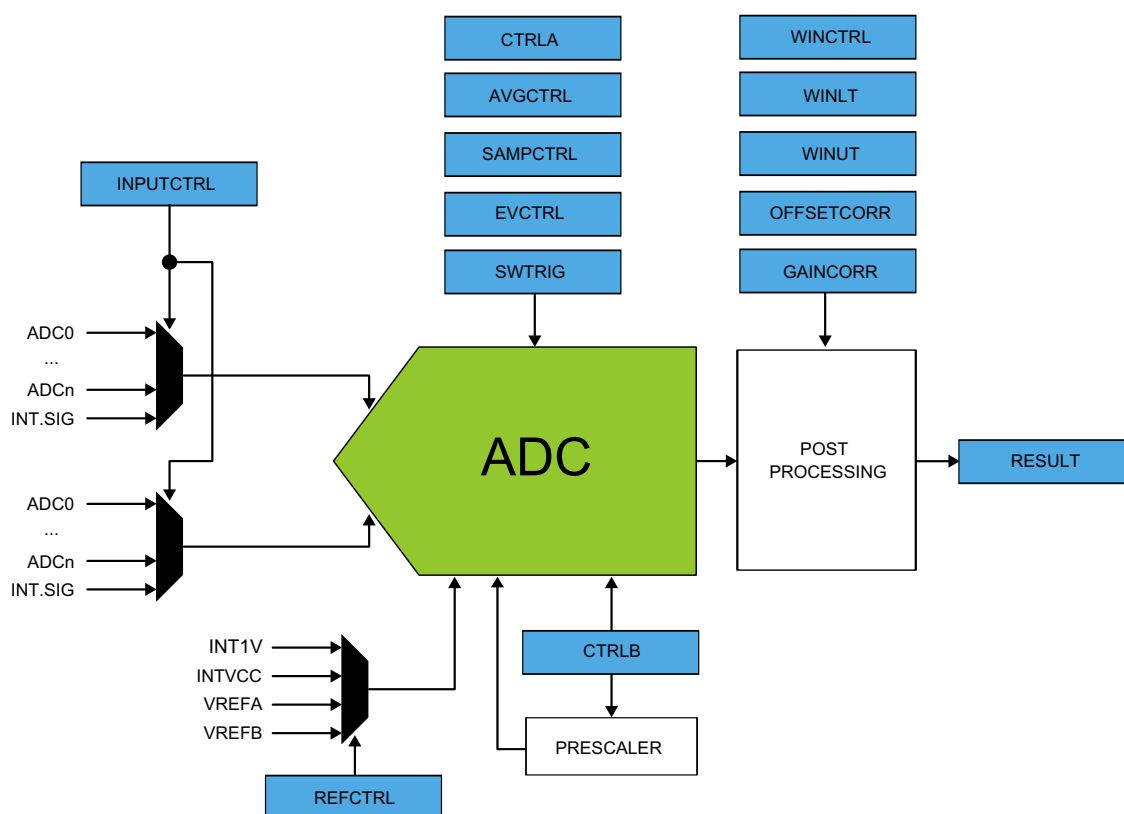 CTRLA
AVGCTRL
SAMPCTRL
EVCTRL
SWTRIG
WINCTRL
WINLT
WINUT
OFFSETCORR
GAINCORR
INPUTCTRL
ADC0
...
ADCn
INT.SIG
ADC0
...
ADCn
INT.SIG
ADC
POST
PROCESSING
RESULT
INT1V
INTVCC
VREFA
VREFB
REFCTRL
CTRLB
PRESCALER